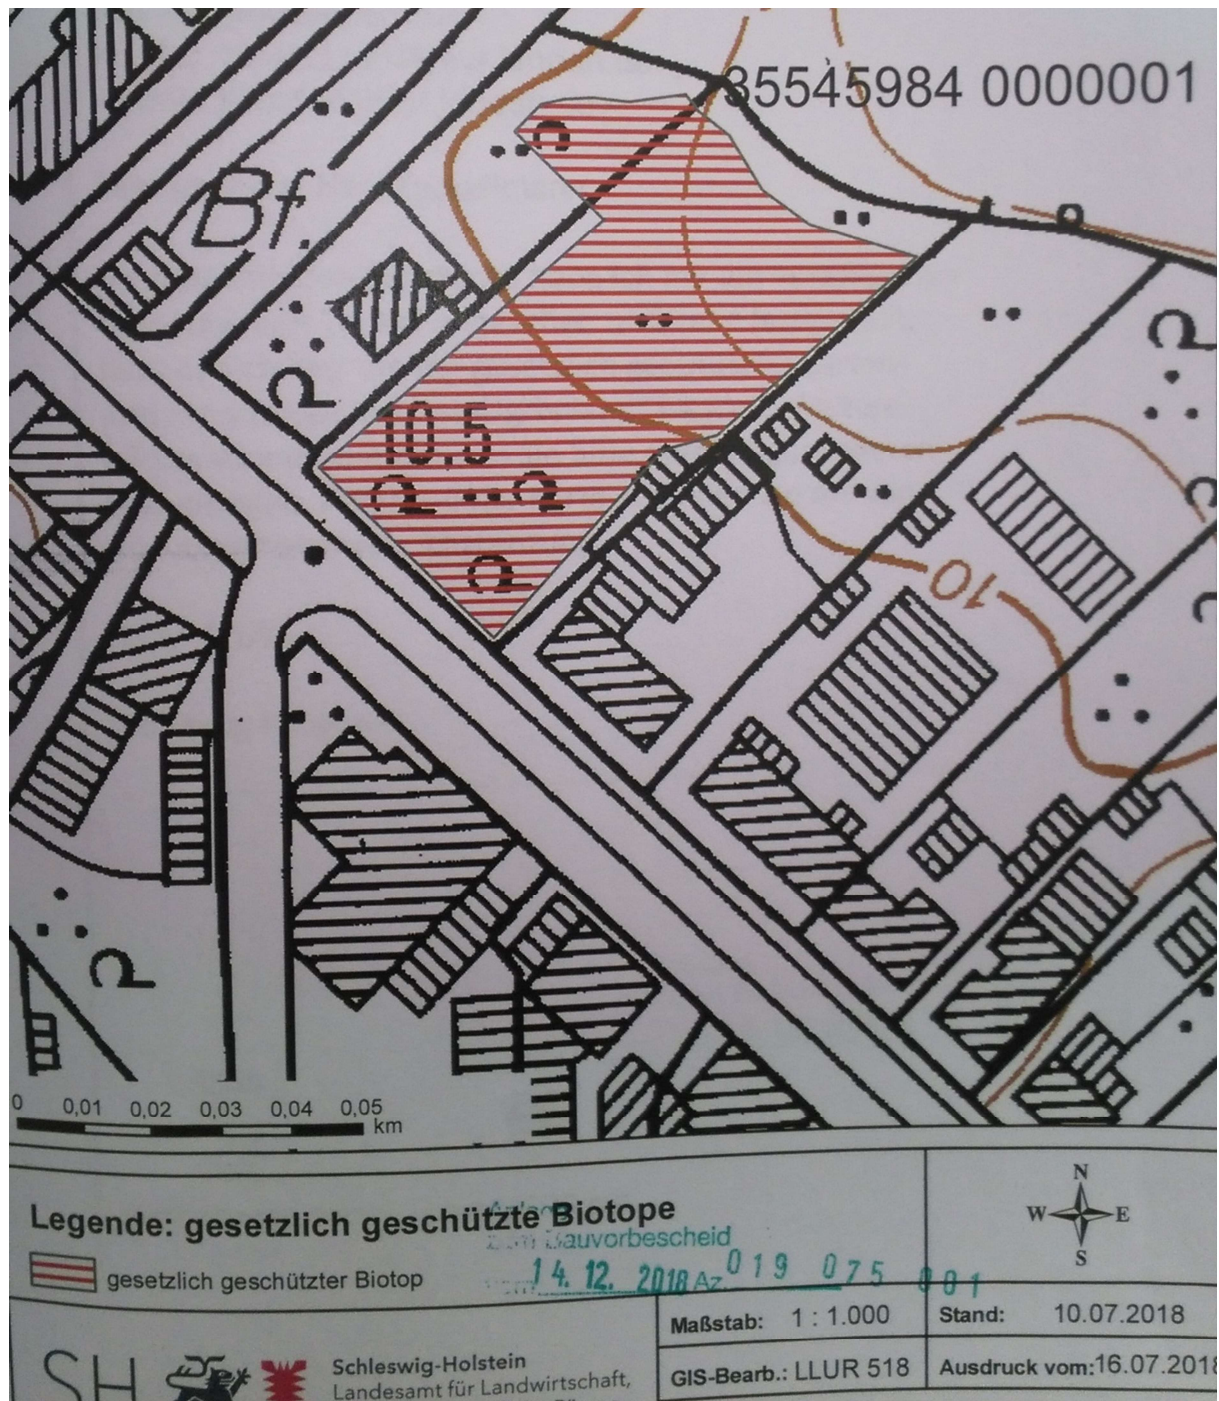 35545984 0000001
Bf.
10.5
10
0 0,01 0,02 0,03 0,04 0,05
km
Legende: gesetzlich geschützte Biotope
gesetzlich geschützter Biotop
Bauvorbescheid
14. 12. 2018 Az. 019 075 001
N
W E
S
Maßstab: 1 : 1.000
Stand: 10.07.2018
GIS-Bearb.: LLUR 518
Ausdruck vom: 16.07.2018
SH
Schleswig-Holstein
Landesamt für Landwirtschaft,